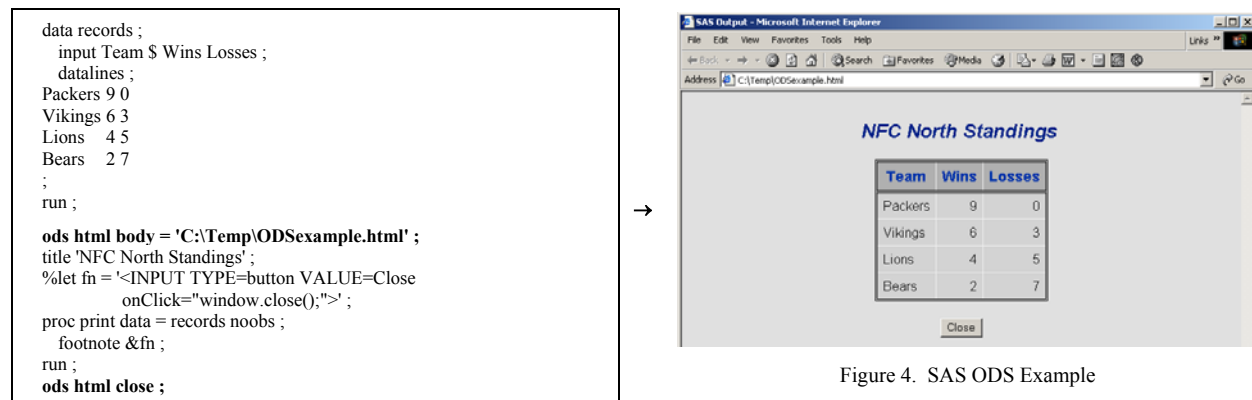 data records ;
input Team $ Wins Losses ;
datalines ;
Packers 9 0
Vikings 6 3
Lions 4 5
Bears 2 7
;
run ;
ods html body = 'C:\Temp\ODSexample.html' ;
title 'NFC North Standings' ;
%let fn = '<INPUT TYPE=button VALUE=Close
onClick="window.close();">' ;
proc print data = records noobs ;
footnote &fn ;
run ;
ods html close ;
→
SAS Output - Microsoft Internet Explorer
File Edit View Favorites Tools Help Links »
Back Search Favorites Media
Address C:\Temp\ODSexample.html Go
NFC North Standings
Team Wins Losses
Packers 9 0
Vikings 6 3
Lions 4 5
Bears 2 7
Close
Figure 4. SAS ODS Example